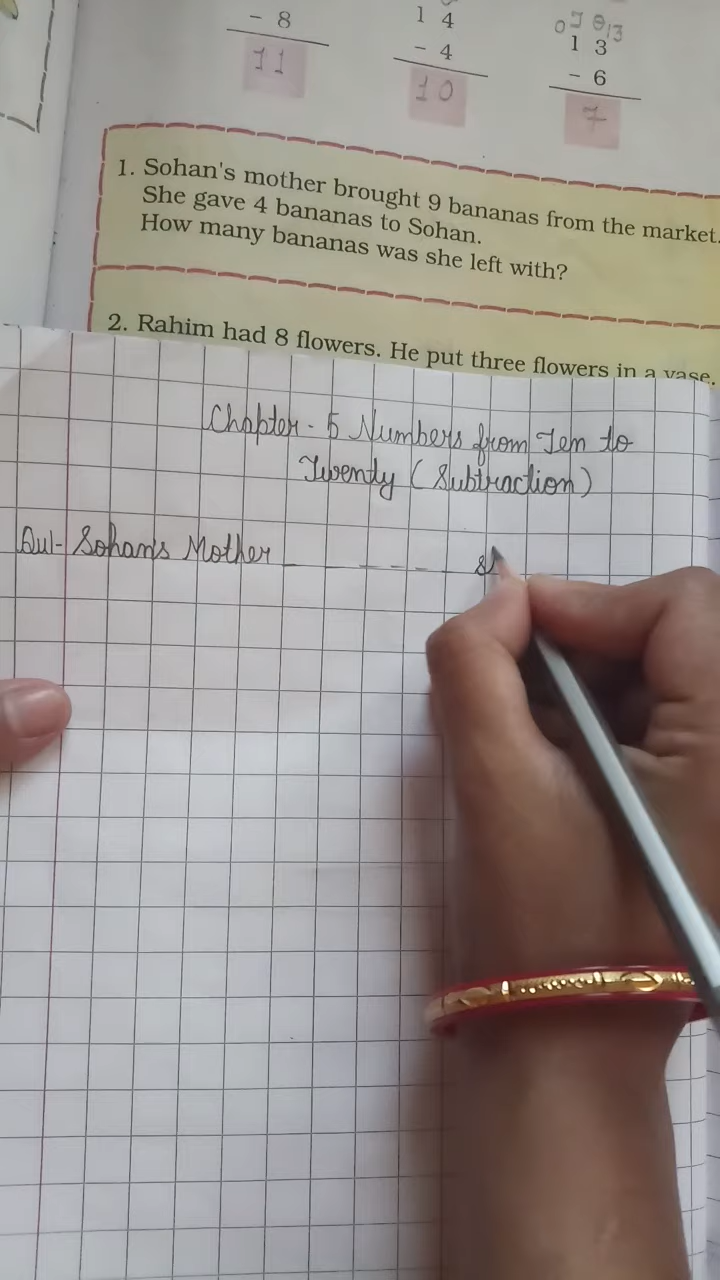 - 8
11
1 4
- 4
10
1 3
- 6
7
1. Sohan's mother brought 9 bananas from the market.
She gave 4 bananas to Sohan.
How many bananas was she left with?
2. Rahim had 8 flowers. He put three flowers in a vase.
Chapter - 5 Numbers from Ten to
Twenty (Subtraction)
Qu1- Sohan's Mother _ _ _ _ _